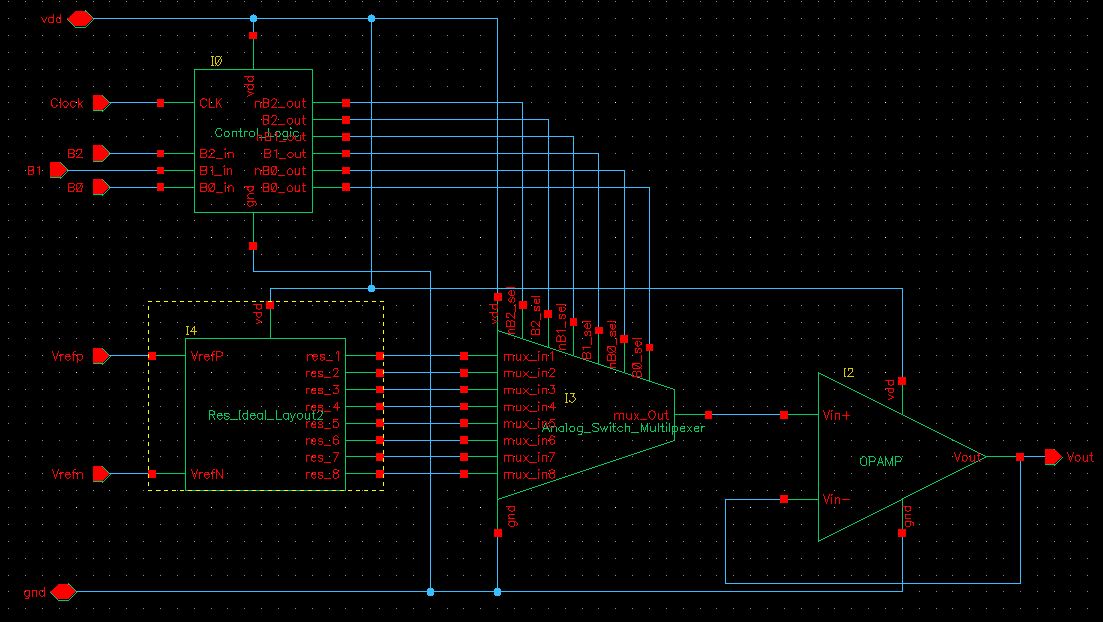 vdd
I0
vdd
Clock
CLK
nB2_out
B2_out
Control_Logic
nB1_out
B2
B2_in
B1_out
B1
B1_in
nB0_out
B0
B0_in
B0_out
gnd
vdd
nB2_sel
B2_sel
nB1_sel
B1_sel
nB0_sel
B0_sel
vdd
I4
Vrefp
VrefP
res_1
mux_in1
res_2
mux_in2
res_3
mux_in3
I3
res_4
mux_in4
Res_Ideal_Layout2
mux_Out
res_5
mux_in5
Analog_Switch_Multilpexer
res_6
mux_in6
res_7
mux_in7
Vrefn
VrefN
res_8
mux_in8
gnd
I2
vdd
Vin+
OPAMP
Vout
Vout
Vin-
gnd
gnd